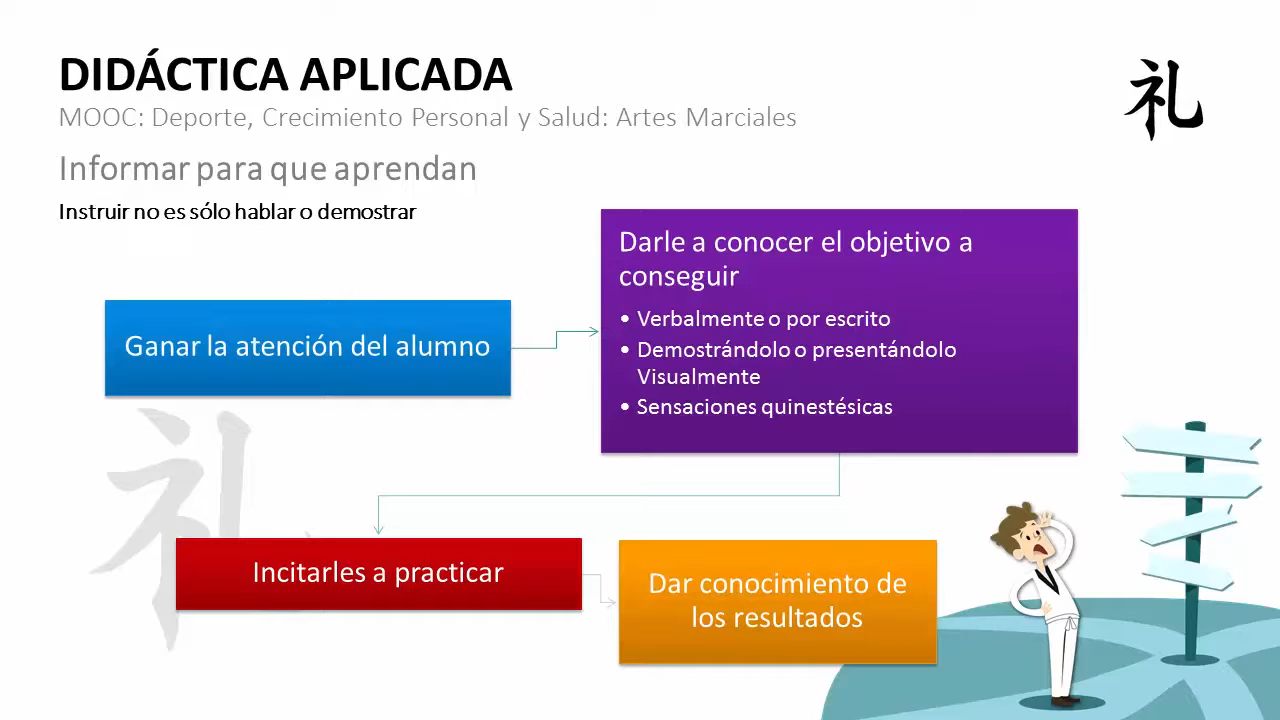 DIDÁCTICA APLICADA
MOOC: Deporte, Crecimiento Personal y Salud: Artes Marciales
礼
Informar para que aprendan
Instruir no es sólo hablar o demostrar
Ganar la atención del alumno
Darle a conocer el objetivo a
conseguir
• Verbalmente o por escrito
• Demostrándolo o presentándolo
Visualmente
• Sensaciones quinestésicas
礼
Incitarles a practicar
Dar conocimiento de
los resultados